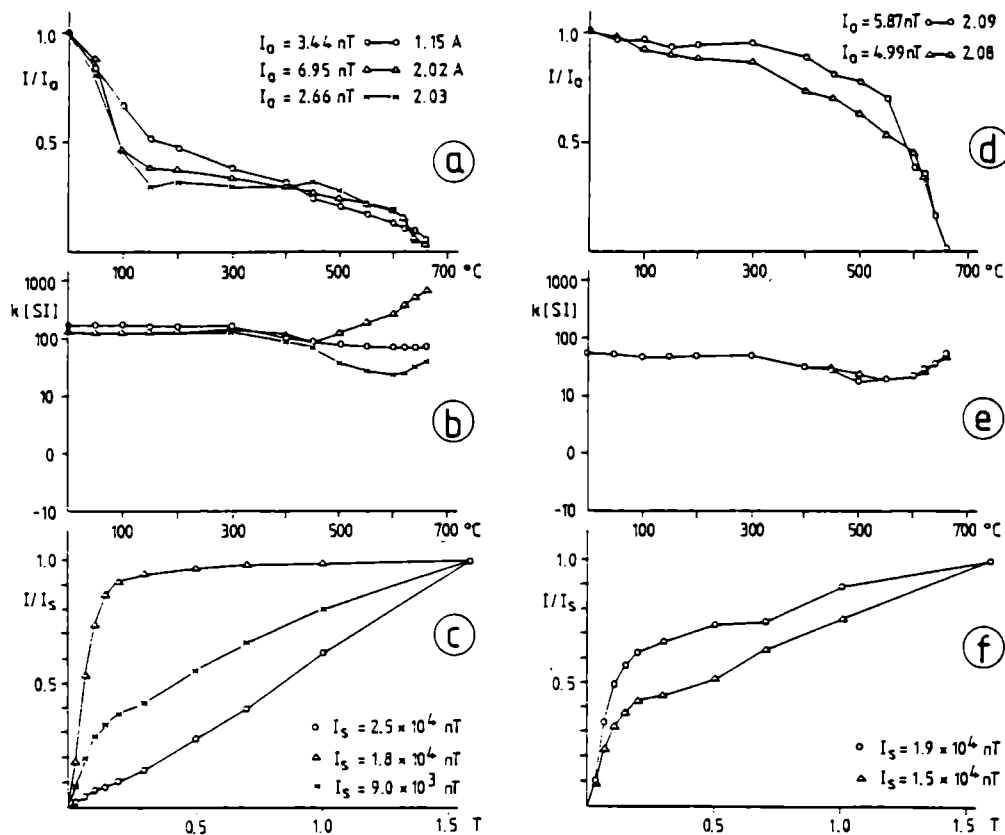 1.0
I/I₀
0.5
I₀ = 3.44 nT 1.15 A
I₀ = 6.95 nT 2.02 A
I₀ = 2.66 nT 2.03
a
100 300 500 700 °C
1000
k [SI]
100
10
0
-10
b
100 300 500 700 °C
1.0
I/Iₛ
0.5
c
Iₛ = 2.5 × 10⁴ nT
Iₛ = 1.8 × 10⁴ nT
Iₛ = 9.0 × 10³ nT
0.5 1.0 1.5 T
I₀ = 5.87 nT 2.09
I₀ = 4.99 nT 2.08
1.0
I/I₀
0.5
d
100 300 500 700 °C
1000
k [SI]
100
10
0
-10
e
100 300 500 700 °C
1.0
I/Iₛ
0.5
f
Iₛ = 1.9 × 10⁴ nT
Iₛ = 1.5 × 10⁴ nT
0.5 1.0 1.5 T